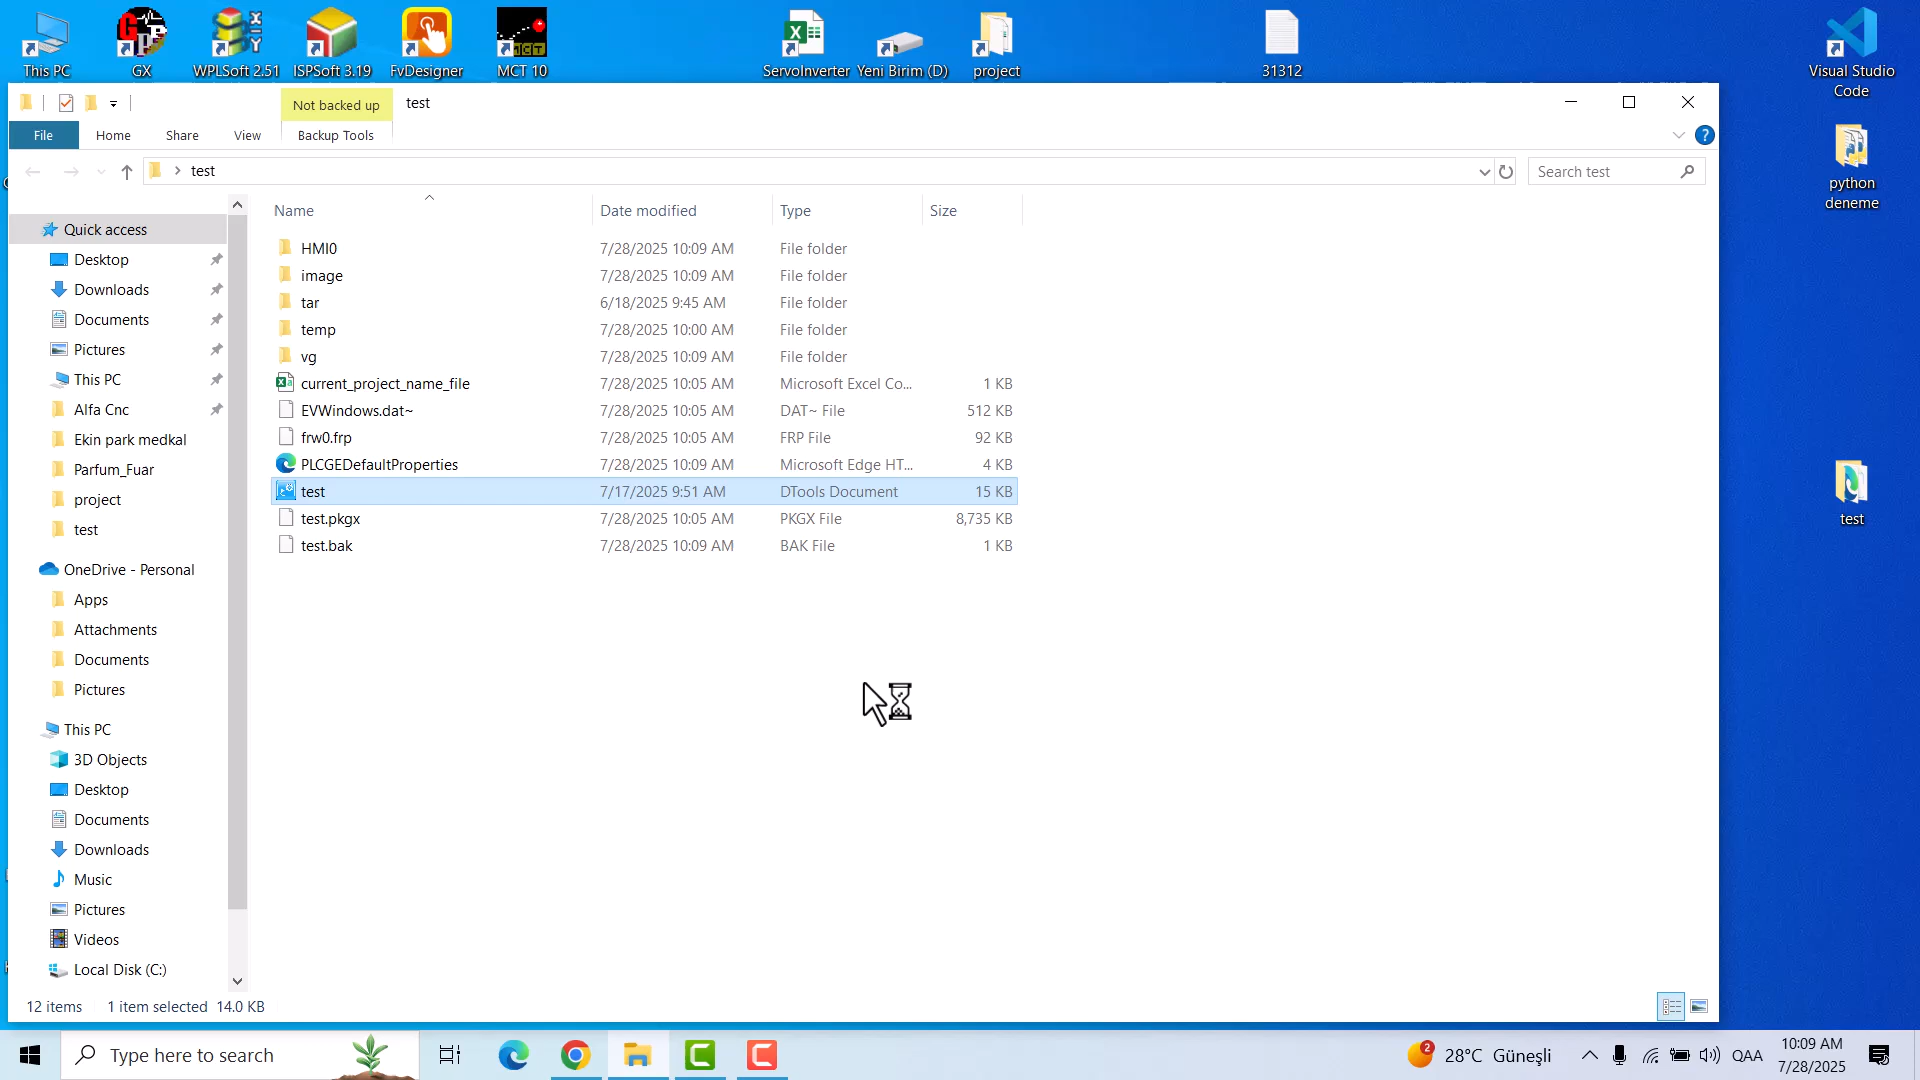 This PC
GX
WPLSoft 2.51
ISPSoft 3.19
FvDesigner
MCT 10
ServoInverter
Yeni Birim (D)
project
31312
Visual Studio
Code
python
deneme
test
Not backed up
test
File
Home
Share
View
Backup Tools
test
Search test
Name
Date modified
Type
Size
HMI0 7/28/2025 10:09 AM File folder
image 7/28/2025 10:09 AM File folder
tar 6/18/2025 9:45 AM File folder
temp 7/28/2025 10:00 AM File folder
vg 7/28/2025 10:09 AM File folder
current_project_name_file 7/28/2025 10:05 AM Microsoft Excel Co... 1 KB
EVWindows.dat~ 7/28/2025 10:05 AM DAT~ File 512 KB
frw0.frp 7/28/2025 10:05 AM FRP File 92 KB
PLCGEDefaultProperties 7/28/2025 10:09 AM Microsoft Edge HT... 4 KB
test 7/17/2025 9:51 AM DTools Document 15 KB
test.pkgx 7/28/2025 10:05 AM PKGX File 8,735 KB
test.bak 7/28/2025 10:09 AM BAK File 1 KB
Quick access
Desktop
Downloads
Documents
Pictures
This PC
Alfa Cnc
Ekin park medkal
Parfum_Fuar
project
test
OneDrive - Personal
Apps
Attachments
Documents
Pictures
This PC
3D Objects
Desktop
Documents
Downloads
Music
Pictures
Videos
Local Disk (C:)
12 items 1 item selected 14.0 KB
Type here to search
2
28°C Güneşli
QAA
10:09 AM
7/28/2025